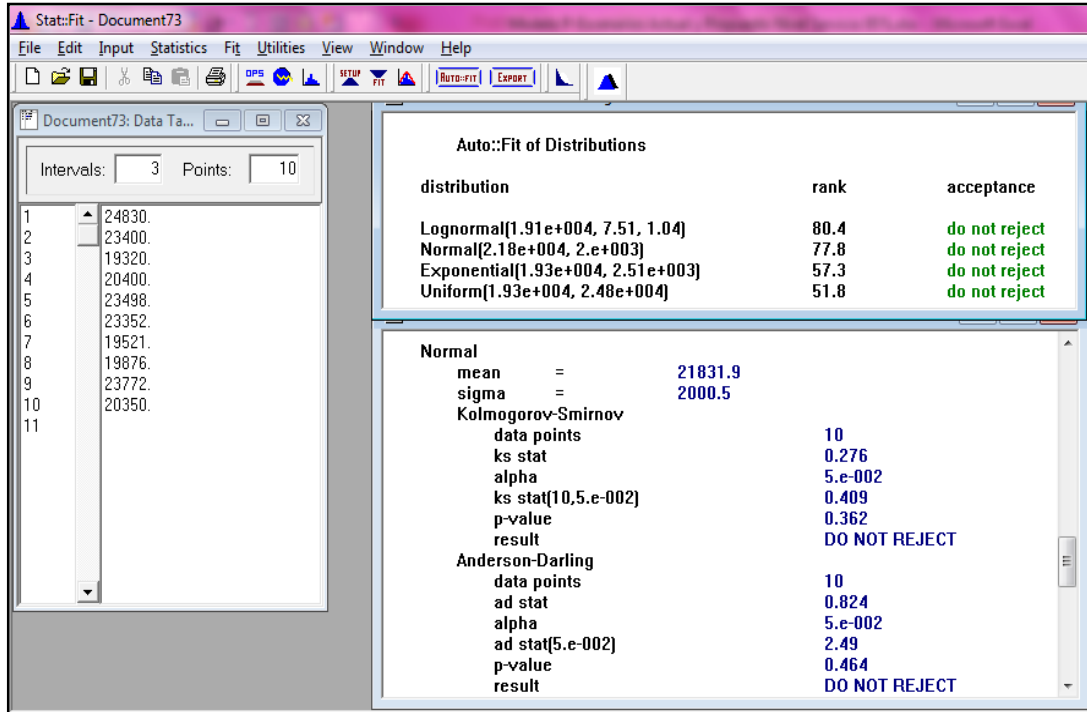 Stat::Fit - Document73
File Edit Input Statistics Fit Utilities View Window Help
OPS SETUP FIT AUTO::FIT EXPORT
Document73: Data Ta...
Intervals: 3 Points: 10
1 24830.
2 23400.
3 19320.
4 20400.
5 23498.
6 23352.
7 19521.
8 19876.
9 23772.
10 20350.
11
Auto::Fit of Distributions
distribution rank acceptance
Lognormal(1.91e+004, 7.51, 1.04) 80.4 do not reject
Normal(2.18e+004, 2.e+003) 77.8 do not reject
Exponential(1.93e+004, 2.51e+003) 57.3 do not reject
Uniform(1.93e+004, 2.48e+004) 51.8 do not reject
Normal
mean = 21831.9
sigma = 2000.5
Kolmogorov-Smirnov
data points 10
ks stat 0.276
alpha 5.e-002
ks stat(10,5.e-002) 0.409
p-value 0.362
result DO NOT REJECT
Anderson-Darling
data points 10
ad stat 0.824
alpha 5.e-002
ad stat(5.e-002) 2.49
p-value 0.464
result DO NOT REJECT